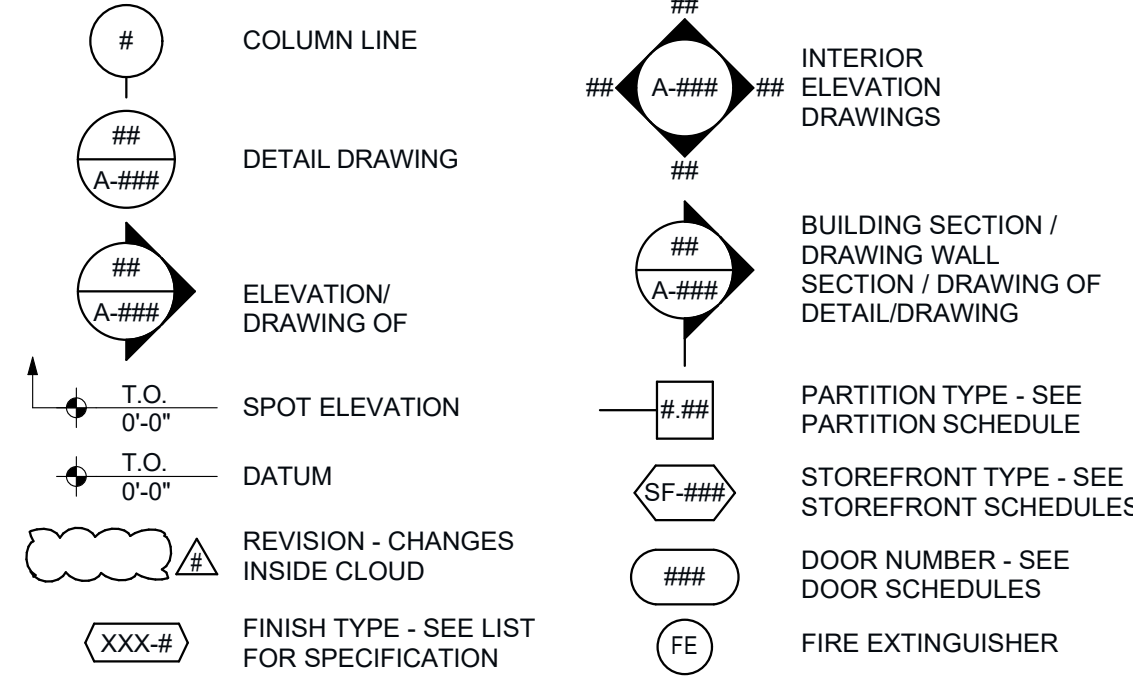 #
COLUMN LINE
##
A-###
DETAIL DRAWING
##
A-###
ELEVATION/
DRAWING OF
T.O.
0'-0"
SPOT ELEVATION
T.O.
0'-0"
DATUM
#
REVISION - CHANGES
INSIDE CLOUD
XXX-#
FINISH TYPE - SEE LIST
FOR SPECIFICATION
##
##
A-###
##
##
INTERIOR
ELEVATION
DRAWINGS
##
A-###
BUILDING SECTION /
DRAWING WALL
SECTION / DRAWING OF
DETAIL/DRAWING
#.##
PARTITION TYPE - SEE
PARTITION SCHEDULE
SF-###
STOREFRONT TYPE - SEE
STOREFRONT SCHEDULES
###
DOOR NUMBER - SEE
DOOR SCHEDULES
FE
FIRE EXTINGUISHER